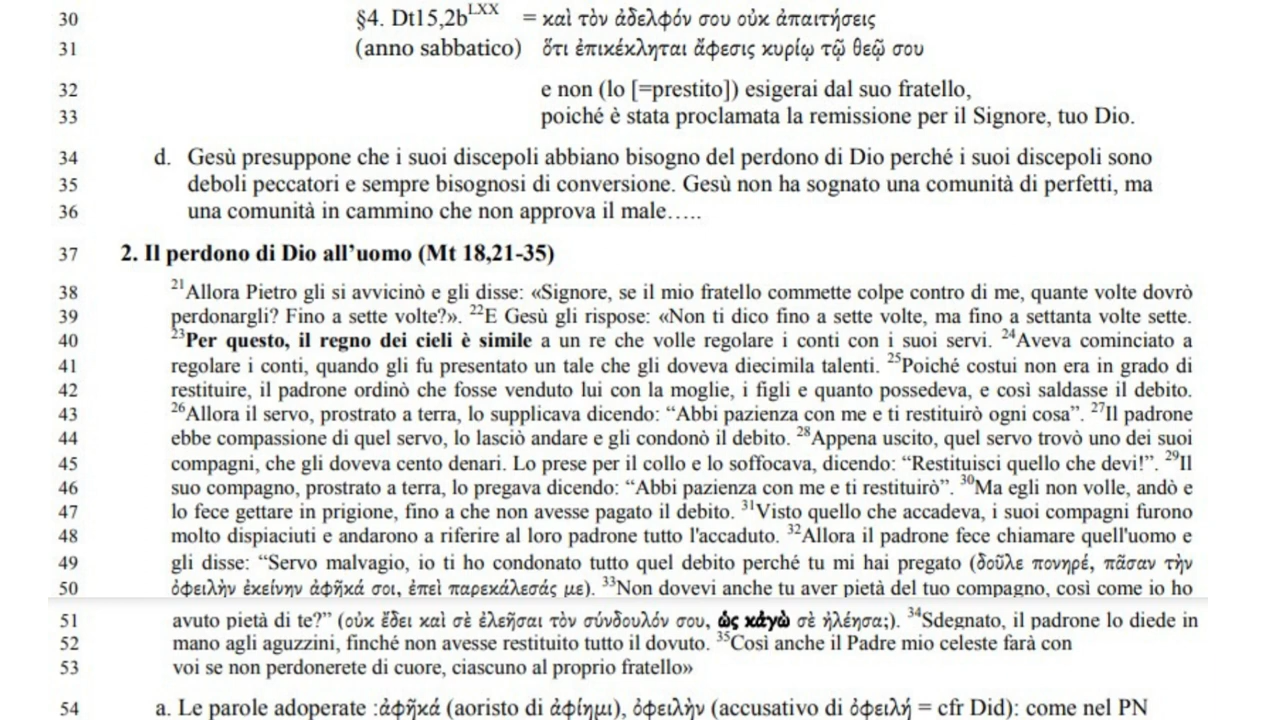 30 §4. Dt15,2bLXX = καὶ τὸν ἀδελφόν σου οὐκ ἀπαιτήσεις
31 (anno sabbatico) ὅτι ἐπικέκληται ἄφεσις κυρίῳ τῷ θεῷ σου
32 e non (lo [=prestito]) esigerai dal suo fratello,
33 poiché è stata proclamata la remissione per il Signore, tuo Dio.
34 d. Gesù presuppone che i suoi discepoli abbiano bisogno del perdono di Dio perché i suoi discepoli sono
35 deboli peccatori e sempre bisognosi di conversione. Gesù non ha sognato una comunità di perfetti, ma
36 una comunità in cammino che non approva il male…..
37 2. Il perdono di Dio all’uomo (Mt 18,21-35)
38 21Allora Pietro gli si avvicinò e gli disse: «Signore, se il mio fratello commette colpe contro di me, quante volte dovrò
39 perdonargli? Fino a sette volte?». 22E Gesù gli rispose: «Non ti dico fino a sette volte, ma fino a settanta volte sette.
40 23Per questo, il regno dei cieli è simile a un re che volle regolare i conti con i suoi servi. 24Aveva cominciato a
41 regolare i conti, quando gli fu presentato un tale che gli doveva diecimila talenti. 25Poiché costui non era in grado di
42 restituire, il padrone ordinò che fosse venduto lui con la moglie, i figli e quanto possedeva, e così saldasse il debito.
43 26Allora il servo, prostrato a terra, lo supplicava dicendo: “Abbi pazienza con me e ti restituirò ogni cosa”. 27Il padrone
44 ebbe compassione di quel servo, lo lasciò andare e gli condonò il debito. 28Appena uscito, quel servo trovò uno dei suoi
45 compagni, che gli doveva cento denari. Lo prese per il collo e lo soffocava, dicendo: “Restituisci quello che devi!”. 29Il
46 suo compagno, prostrato a terra, lo pregava dicendo: “Abbi pazienza con me e ti restituirò”. 30Ma egli non volle, andò e
47 lo fece gettare in prigione, fino a che non avesse pagato il debito. 31Visto quello che accadeva, i suoi compagni furono
48 molto dispiaciuti e andarono a riferire al loro padrone tutto l'accaduto. 32Allora il padrone fece chiamare quell'uomo e
49 gli disse: “Servo malvagio, io ti ho condonato tutto quel debito perché tu mi hai pregato (δοῦλε πονηρέ, πᾶσαν τὴν
50 ὀφειλὴν ἐκείνην ἀφῆκά σοι, ἐπεὶ παρεκάλεσάς με). 33Non dovevi anche tu aver pietà del tuo compagno, così come io ho
51 avuto pietà di te?” (οὐκ ἔδει καὶ σὲ ἐλεῆσαι τὸν σύνδουλόν σου, ὡς κἀγὼ σὲ ἠλέησα;). 34Sdegnato, il padrone lo diede in
52 mano agli aguzzini, finché non avesse restituito tutto il dovuto. 35Così anche il Padre mio celeste farà con
53 voi se non perdonerete di cuore, ciascuno al proprio fratello»
54 a. Le parole adoperate :ἀφῆκά (aoristo di ἀφίημι), ὀφειλὴν (accusativo di ὀφειλή = cfr Did): come nel PN